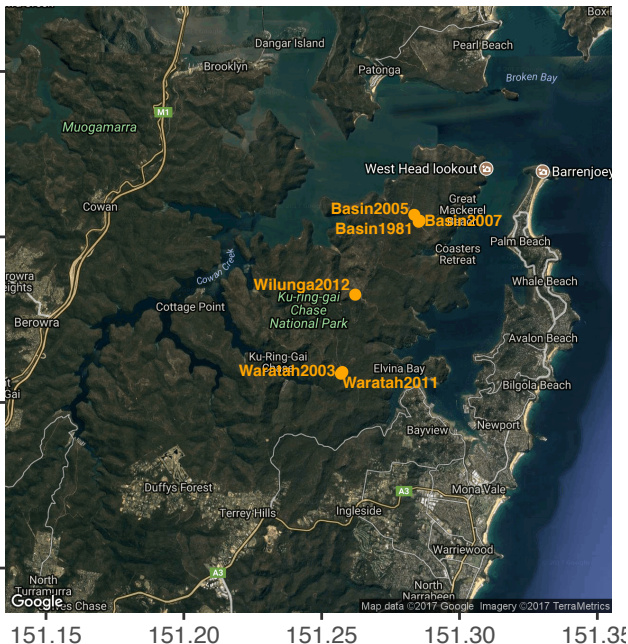 Box
Dangar Island
Pearl Beach
Brooklyn
Patonga
Broken Bay
M1
Muogamarra
West Head lookout
Barrenjoey
Cowan
Great
Mackerel
Basin2005
Basin2007
Basin1981
Palm Beach
Coasters
Retreat
Cowan Creek
rowra
eights
Whale Beach
Wilunga2012
Ku-ring-gai
Chase
National Park
Cottage Point
Berowra
Avalon Beach
Ku-Ring-Gai
Waratah2003
Elvina Bay
Waratah2011
Bilgola Beach
Gai
Newport
Bayview
Duffys Forest
Mona Vale
A3
Terrey Hills
Ingleside
Warriewood
A3
North
Turramurra
North
Narrabeen
Google
es Chase
Map data ©2017 Google Imagery ©2017 TerraMetrics
151.15 151.20 151.25 151.30 151.35